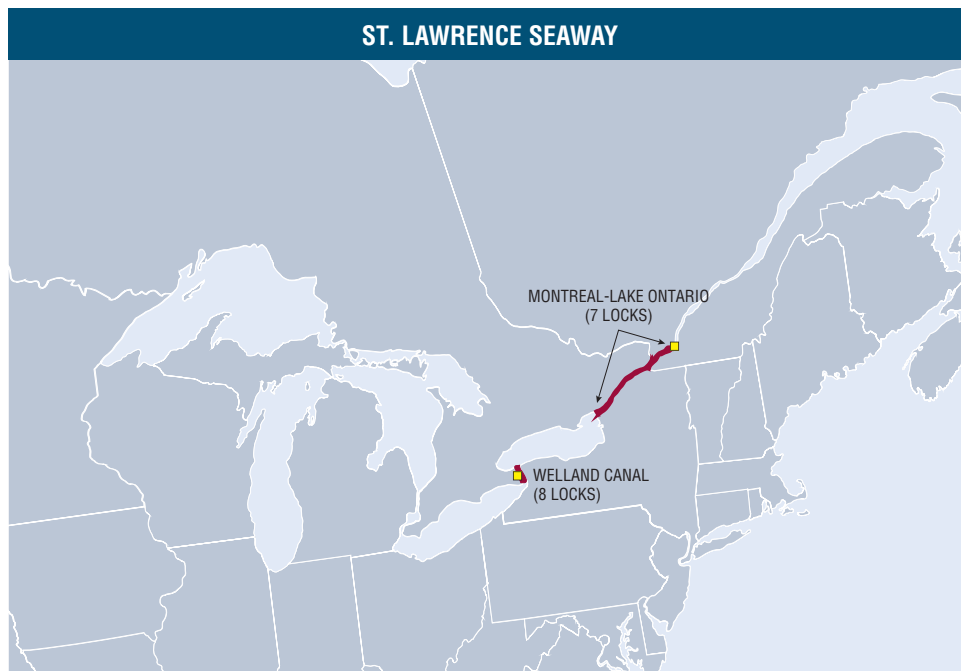 ST. LAWRENCE SEAWAY
MONTREAL-LAKE ONTARIO
(7 LOCKS)
WELLAND CANAL
(8 LOCKS)